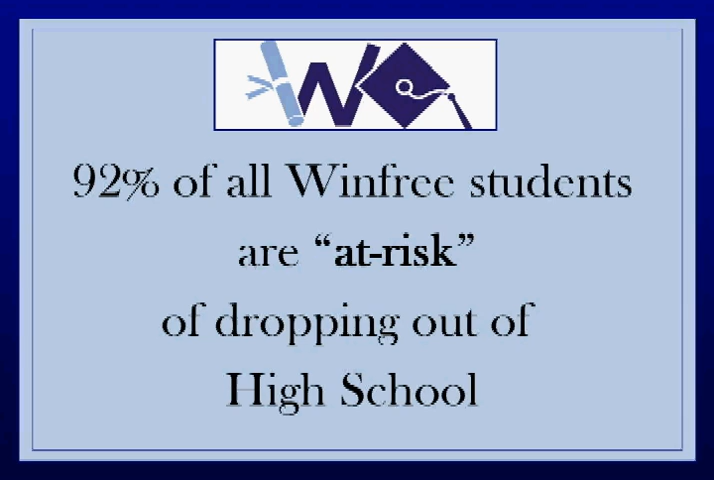 W
92% of all Winfree students
are “at-risk”
of dropping out of
High School